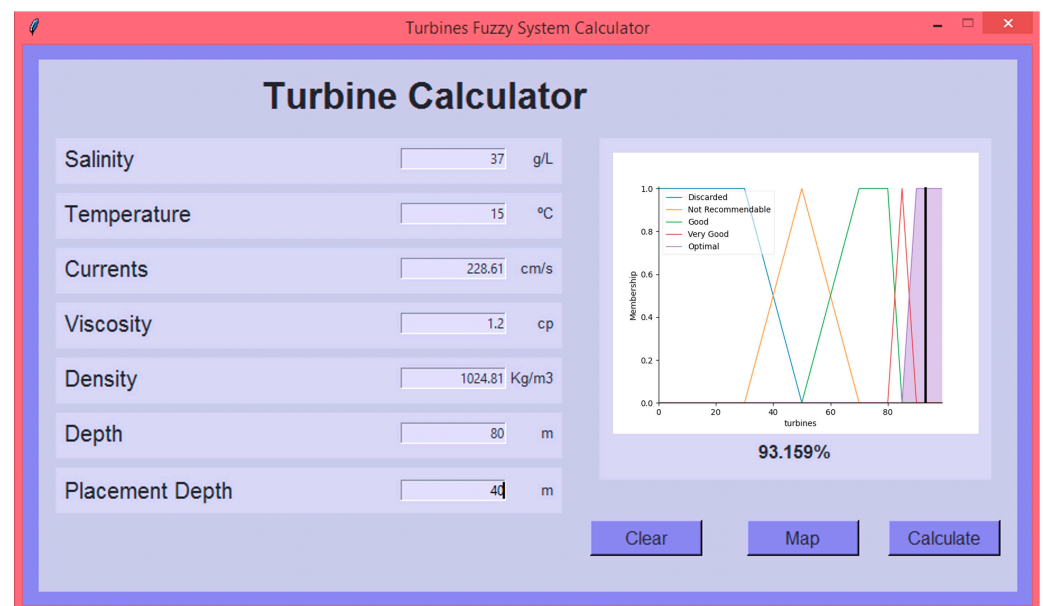 Turbines Fuzzy System Calculator
Turbine Calculator
Salinity 37 g/L
Temperature 15 ºC
Currents 228.61 cm/s
Viscosity 1.2 cp
Density 1024.81 Kg/m3
Depth 80 m
Placement Depth 40 m
Discarded
Not Recommendable
Good
Very Good
Optimal
1.0
0.8
0.6
0.4
0.2
0.0
Membership
0 20 40 60 80
turbines
93.159%
Clear Map Calculate